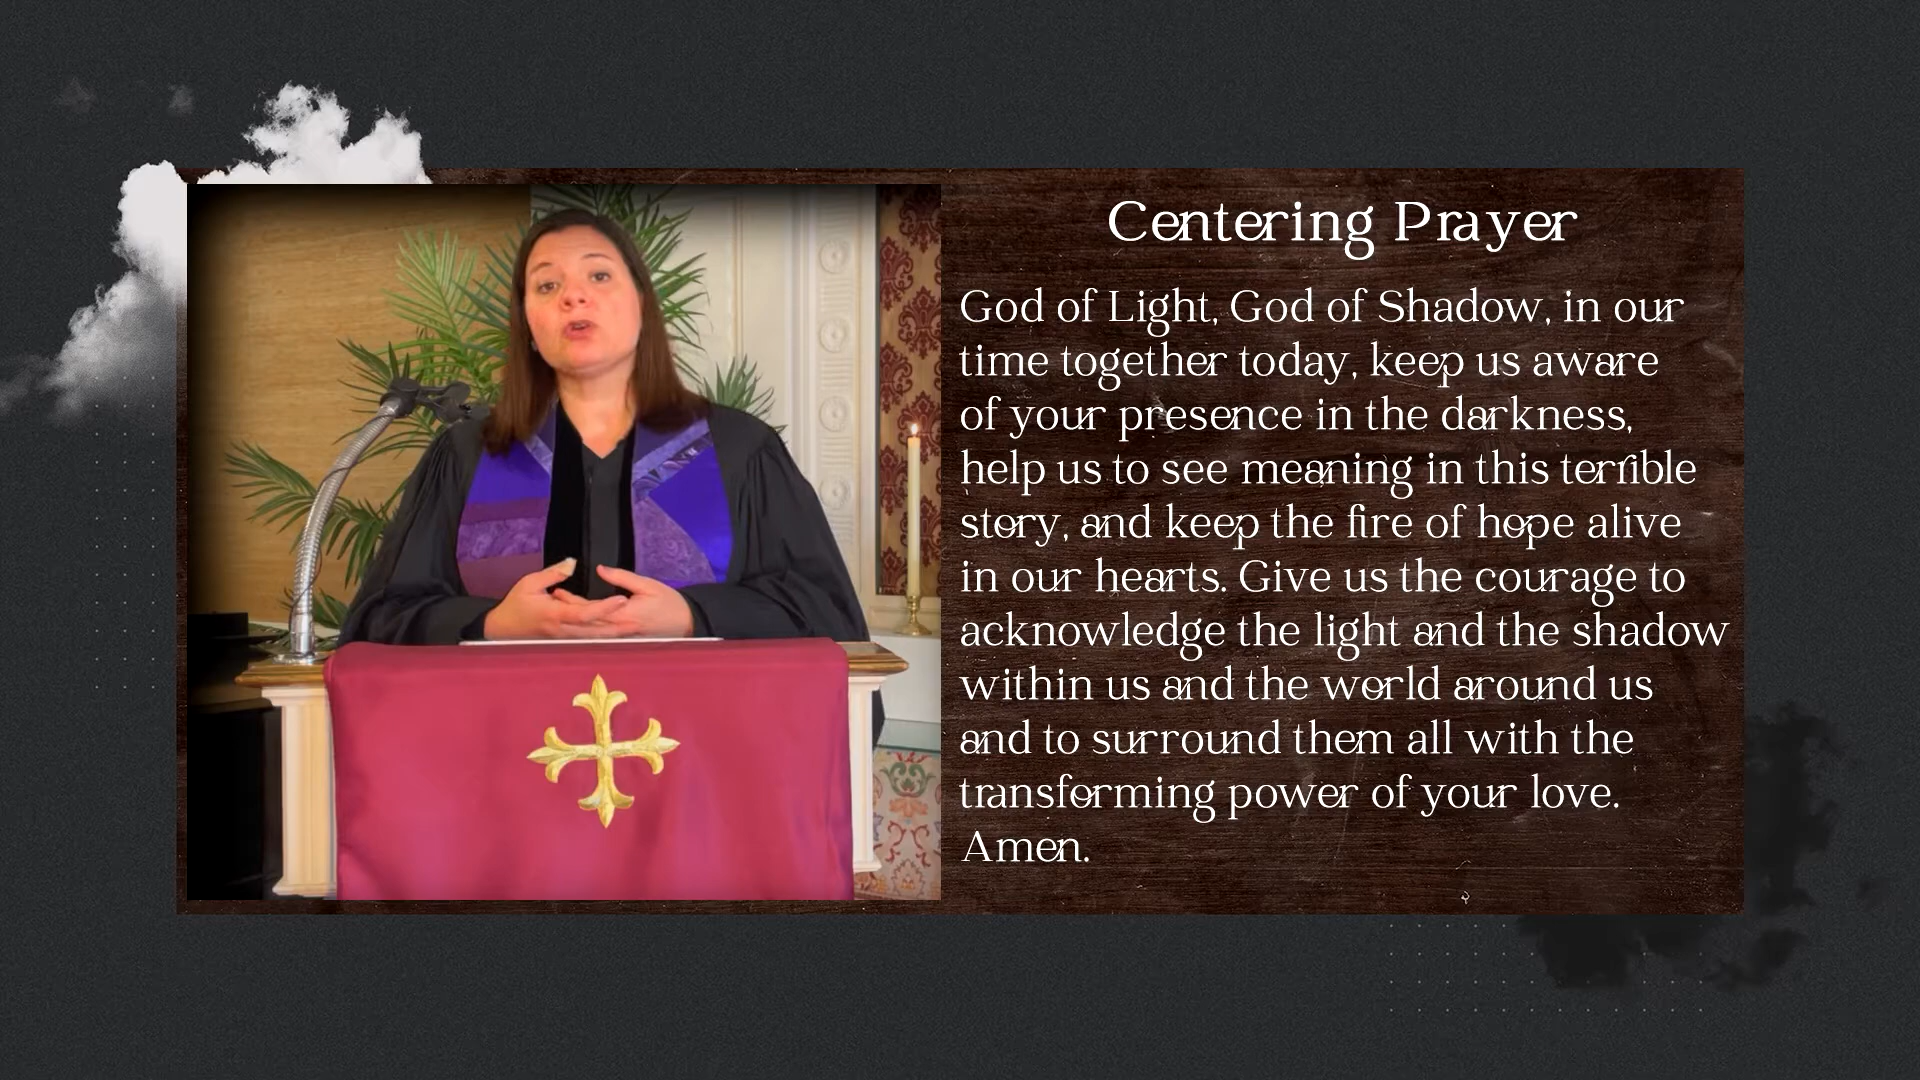 Centering Prayer
God of Light, God of Shadow, in our
time together today, keep us aware
of your presence in the darkness,
help us to see meaning in this terrible
story, and keep the fire of hope alive
in our hearts. Give us the courage to
acknowledge the light and the shadow
within us and the world around us
and to surround them all with the
transforming power of your love.
Amen.